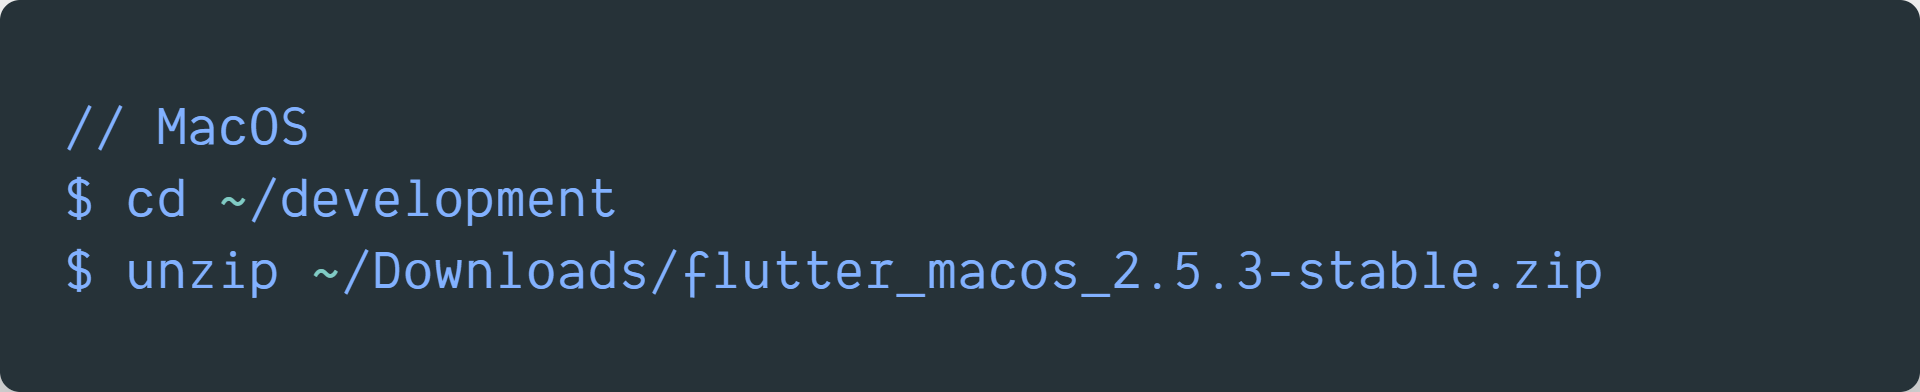 // MacOS
$ cd ~/development
$ unzip ~/Downloads/flutter_macos_2.5.3-stable.zip